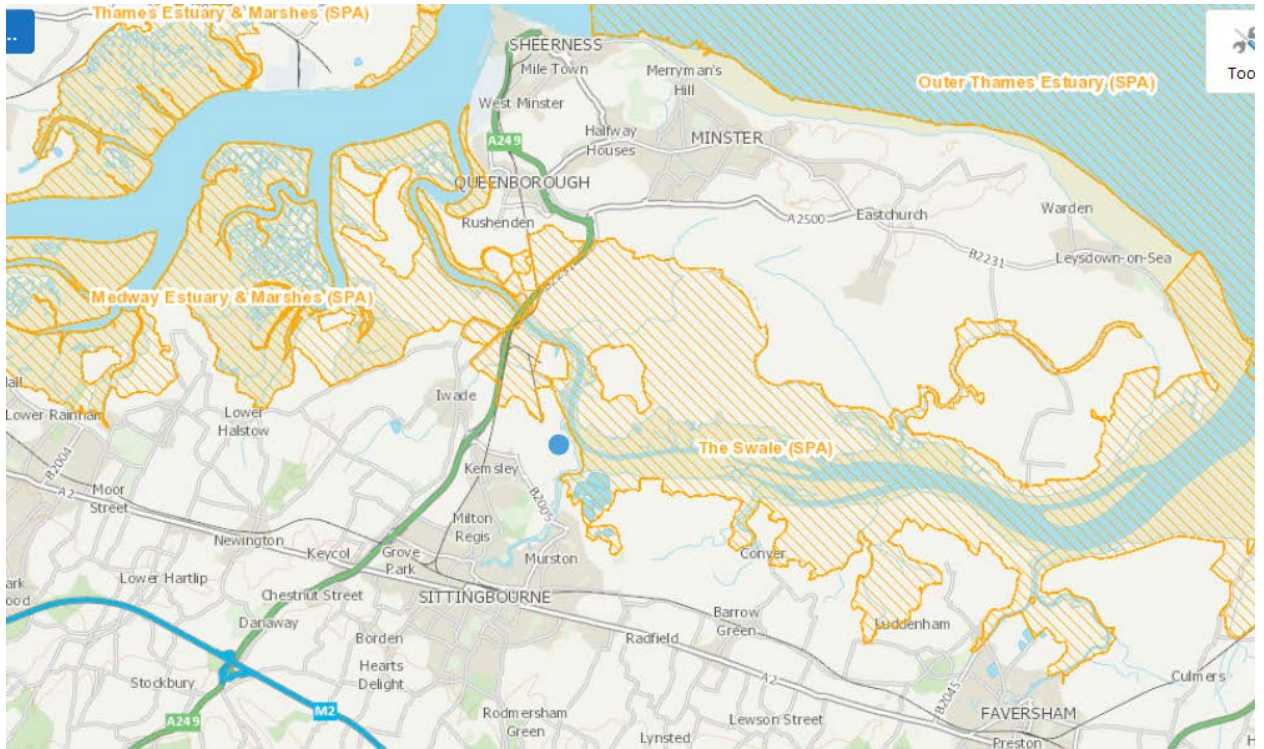 Thames Estuary & Marshes (SPA)
..
SHEERNESS
Mile Town
Merryman's
Hill
Outer Thames Estuary (SPA)
West Minster
A249
Halfway
Houses
MINSTER
QUEENBOROUGH
Rushenden
A2500
Eastchurch
Warden
B2231
Leysdown-on-Sea
B2231
Medway Estuary & Marshes (SPA)
Iwade
Lower Rainham
Lower
Halstow
B2004
A2
Kemsley
The Swale (SPA)
Moor
Street
B2005
Milton
Regis
Newington
Keycol
Grove
Park
Murston
Conyer
Lower Hartlip
Chestnut Street
SITTINGBOURNE
Danaway
Borden
Barrow
Green
Radfield
Luddenham
Hearts
Delight
Stockbury
A2
B2045
Culmers
A249
M2
Rodmersham
Green
Lewson Street
FAVERSHAM
Lynsted
Preston